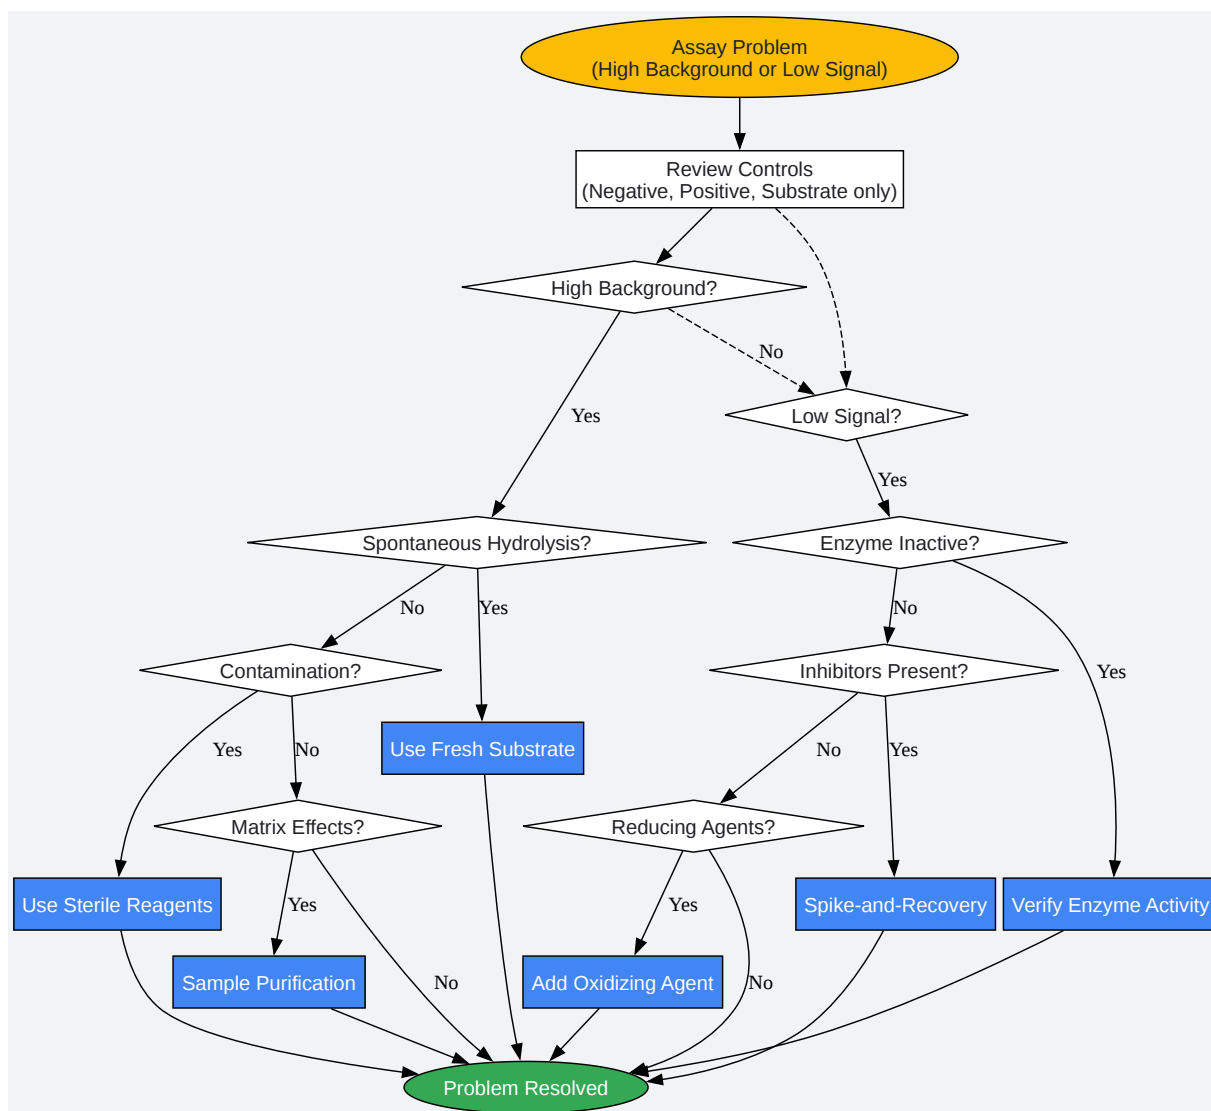 Assay Problem
(High Background or Low Signal)
Review Controls
(Negative, Positive, Substrate only)
High Background?
No
Low Signal?
Yes
Yes
Spontaneous Hydrolysis?
Enzyme Inactive?
No
Yes
No
Contamination?
Inhibitors Present?
Yes
Yes
No
Use Fresh Substrate
No
Yes
Matrix Effects?
Reducing Agents?
Use Sterile Reagents
Yes
Yes
Spike-and-Recovery
Verify Enzyme Activity
Sample Purification
No
Add Oxidizing Agent
No
Problem Resolved